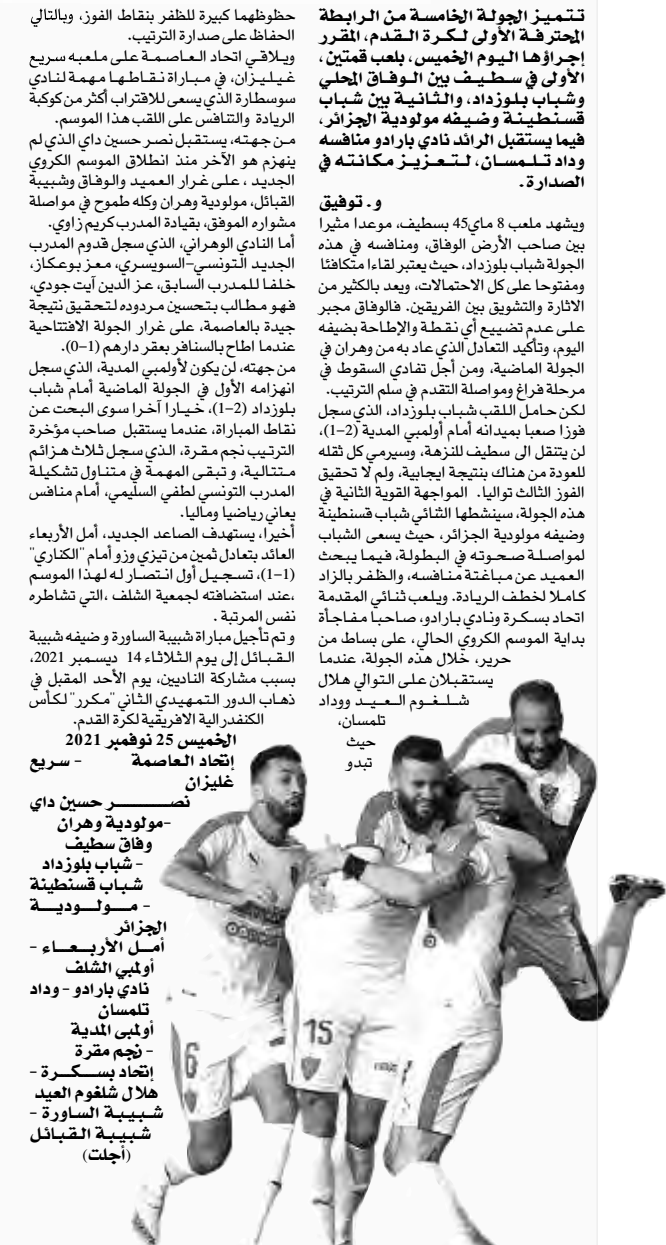 تتميز الجولة الخامسة من الرابطة
المحترفة الأولى لكرة القدم، المقرر
إجراؤها اليوم الخميس، بلعب قمتين،
الأولى في سطيف بين الوفاق المحلي
وشباب بلوزداد، والثانية بين شباب
قسنطينة وضيفه مولودية الجزائر،
فيما يستقبل الرائد نادي بارادو منافسه
وداد تلمسان، لتعزيز مكانته في
الصدارة.
و. توفيق
ويشهد ملعب 8 ماي45 بسطيف، موعدا مثيرا
بين صاحب الأرض الوفاق، ومنافسه في هذه
الجولة شباب بلوزداد، حيث يعتبر لقاءا متكافئا
ومفتوحا على كل الاحتمالات، ويعد بالكثير من
الاثارة والتشويق بين الفريقين. فالوفاق مجبر
على عدم تضييع أي نقطة والإطاحة بضيفه
اليوم، وتأكيد التعادل الذي عاد به من وهران في
الجولة الماضية، ومن أجل تفادي السقوط في
مرحلة فراغ ومواصلة التقدم في سلم الترتيب.
لكن حامل اللقب شباب بلوزداد، الذي سجل
فوزا صعبا بميدانه أمام أولمبي المدية (2–1)،
لن يتنقل الى سطيف للنزهة، وسيرمي كل ثقله
للعودة من هناك بنتيجة ايجابية، ولم لا تحقيق
الفوز الثالث تواليا. المواجهة القوية الثانية في
هذه الجولة، سينشطها الثنائي شباب قسنطينة
وضيفه مولودية الجزائر، حيث يسعى الشباب
لمواصلة صحوته في البطولة، فيما يبحث
العميد عن مباغتة منافسه، والظفر بالزاد
كاملا لخطف الريادة. ويلعب ثنائي المقدمة
اتحاد بسكرة ونادي بارادو، صاحبا مفاجأة
بداية الموسم الكروي الحالي، على بساط من
حرير، خلال هذه الجولة، عندما
يستقبلان على التوالي هلال
شلغوم العيد ووداد
تلمسان،
حيث
تبدو
حظوظهما كبيرة للظفر بنقاط الفوز، وبالتالي
الحفاظ على صدارة الترتيب.
ويلاقي اتحاد العاصمة على ملعبه سريع
غيليزان، في مباراة نقاطها مهمة لنادي
سوسطارة الذي يسعى للاقتراب أكثر من كوكبة
الريادة والتنافس على اللقب هذا الموسم.
من جهته، يستقبل نصر حسين داي الذي لم
ينهزم هو الآخر منذ انطلاق الموسم الكروي
الجديد ، على غرار العميد والوفاق وشبيبة
القبائل، مولودية وهران وكله طموح في مواصلة
مشواره الموفق، بقيادة المدرب كريم زاوي.
أما النادي الوهراني، الذي سجل قدوم المدرب
الجديد التونسي–السويسري، معز بوعكاز،
خلفا للمدرب السابق، عز الدين آيت جودي،
فهو مطالب بتحسين مردوده لتحقيق نتيجة
جيدة بالعاصمة، على غرار الجولة الافتتاحية
عندما اطاح بالسنافر بعقر دارهم (1–0).
من جهته، لن يكون لأولمبي المدية، الذي سجل
انهزامه الأول في الجولة الماضية أمام شباب
بلوزداد (2–1)، خيارا آخرا سوى البحث عن
نقاط المباراة، عندما يستقبل صاحب مؤخرة
الترتيب نجم مقرة، الذي سجل ثلاث هزائم
متتالية، و تبقى المهمة في متناول تشكيلة
المدرب التونسي لطفي السليمي، أمام منافس
يعاني رياضيا وماليا.
أخيرا، يستهدف الصاعد الجديد، أمل الأربعاء
العائد بتعادل ثمين من تيزي وزو أمام "الكناري"
(1–1)، تسجيل أول انتصار له لهذا الموسم
،عند استضافته لجمعية الشلف ،التي تشاطره
نفس المرتبة .
و تم تأجيل مباراة شبيبة الساورة و ضيفه شبيبة
القبائل إلى يوم الثلاثاء 14 ديسمبر 2021،
بسبب مشاركة الناديين، يوم الأحد المقبل في
ذهاب الدور التمهيدي الثاني "مكرر" لكأس
الكنفدرالية الافريقية لكرة القدم.
الخميس 25 نوفمبر 2021
إتحاد العاصمة – سريع
غليزان
نصر حسين داي
–مولودية وهران
وفاق سطيف
– شباب بلوزداد
شباب قسنطينة
– مولودية
الجزائر
أمل الأربعاء –
أولمبي الشلف
نادي بارادو – وداد
تلمسان
أولمبي المدية
– نجم مقرة
إتحاد بسكرة –
هلال شلغوم العيد
شبيبة الساورة –
شبيبة القبائل
(أجلت)
15
6